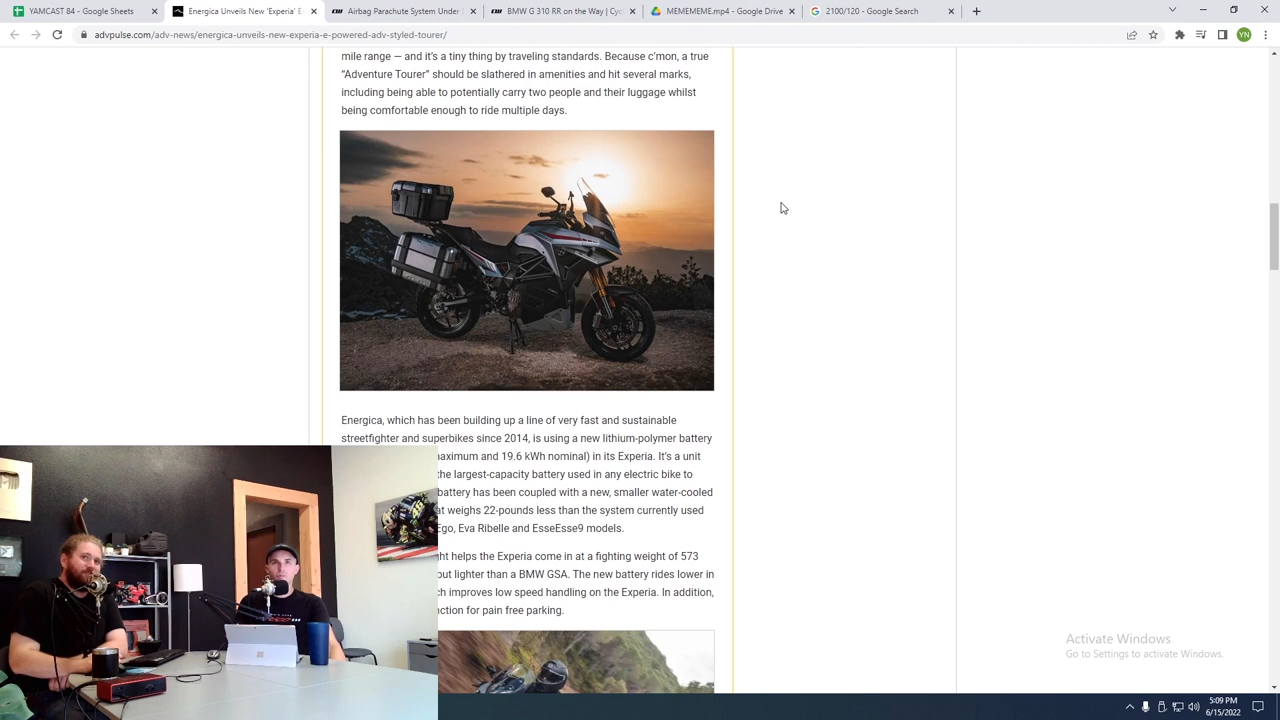 YAMCAST 84 - Google Sheets
Energica Unveils New 'Experia' E
Airbag Parachute System Under D
BMW G 310 RR on the Way | Cyc
MEMEMEME.mp4 - Google Drive
2100/120 - Google Search
advpulse.com/adv-news/energica-unveils-new-experia-e-powered-adv-styled-tourer/
YN
mile range — and it's a tiny thing by traveling standards. Because c'mon, a true
“Adventure Tourer” should be slathered in amenities and hit several marks,
including being able to potentially carry two people and their luggage whilst
being comfortable enough to ride multiple days.
Energica, which has been building up a line of very fast and sustainable
streetfighter and superbikes since 2014, is using a new lithium-polymer battery
aximum and 19.6 kWh nominal) in its Experia. It's a unit
the largest-capacity battery used in any electric bike to
battery has been coupled with a new, smaller water-cooled
at weighs 22-pounds less than the system currently used
Ego, Eva Ribelle and EsseEsse9 models.
ht helps the Experia come in at a fighting weight of 573
but lighter than a BMW GSA. The new battery rides lower in
ch improves low speed handling on the Experia. In addition,
nction for pain free parking.
Activate Windows
Go to Settings to activate Windows.
5:09 PM
6/15/2022